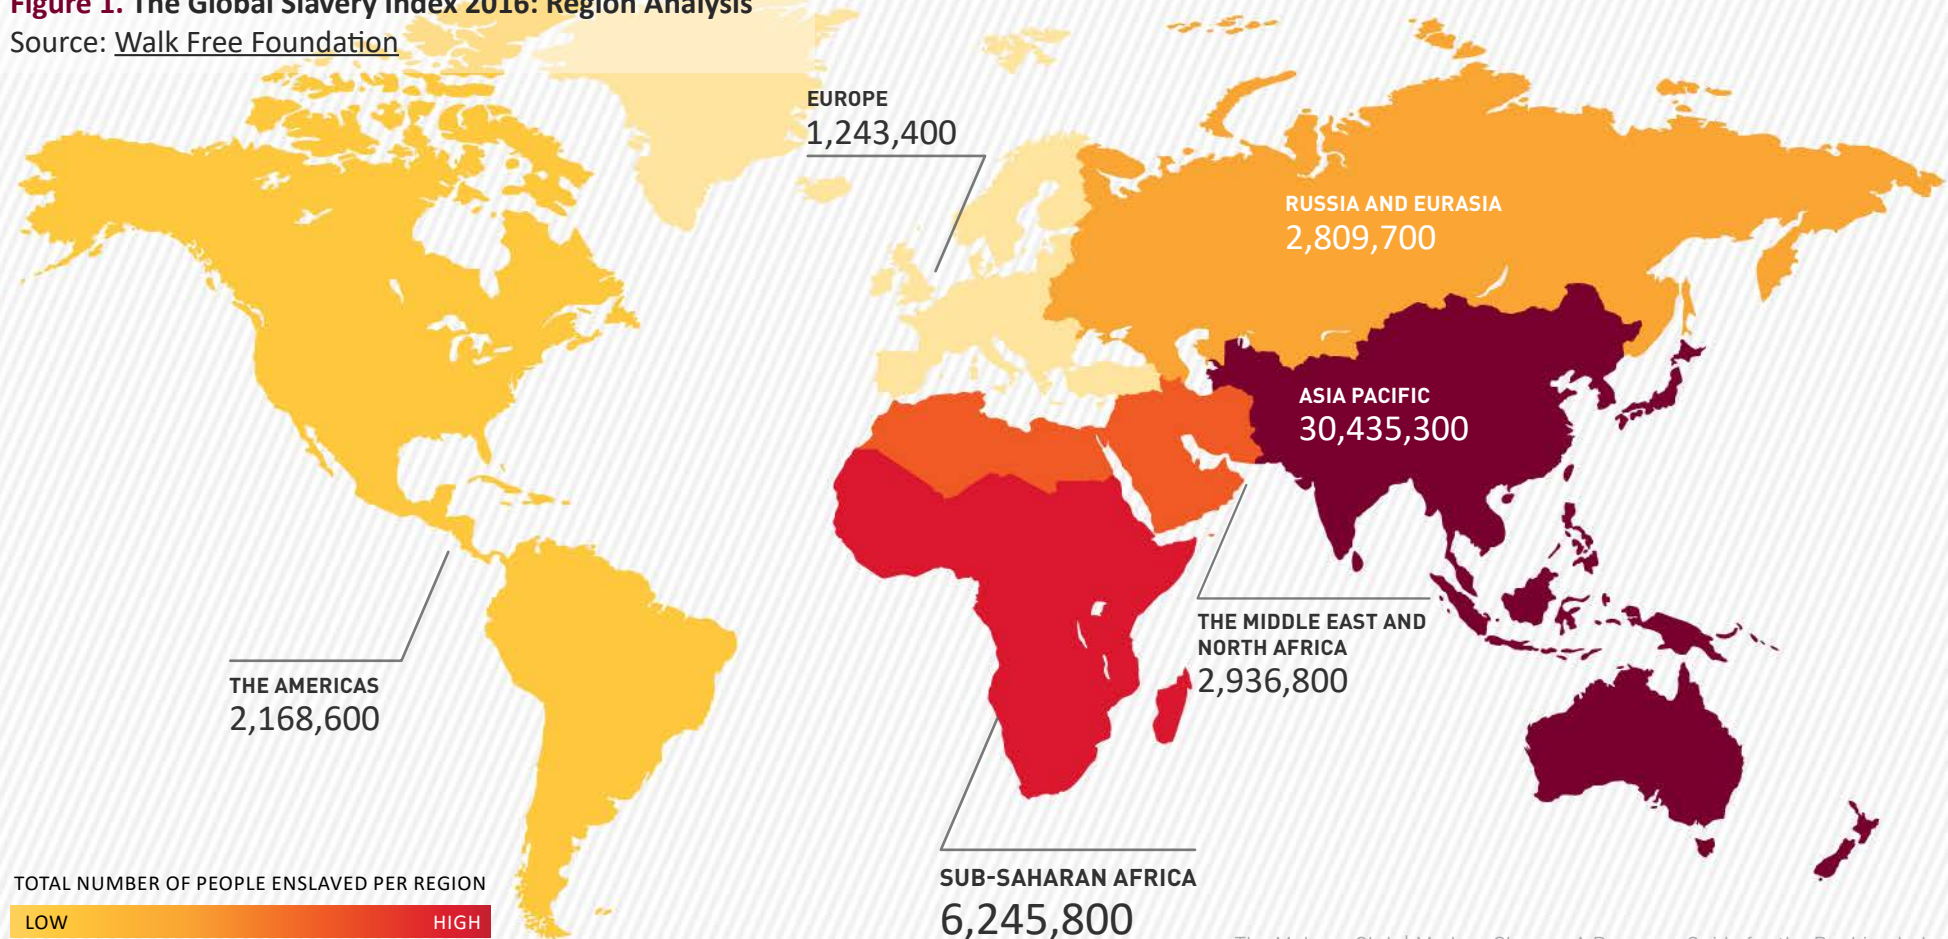 Figure 1. The Global Slavery Index 2016: Region Analysis
Source: Walk Free Foundation
EUROPE
1,243,400
RUSSIA AND EURASIA
2,809,700
ASIA PACIFIC
30,435,300
THE MIDDLE EAST AND
NORTH AFRICA
2,936,800
THE AMERICAS
2,168,600
SUB-SAHARAN AFRICA
6,245,800
TOTAL NUMBER OF PEOPLE ENSLAVED PER REGION
LOW HIGH